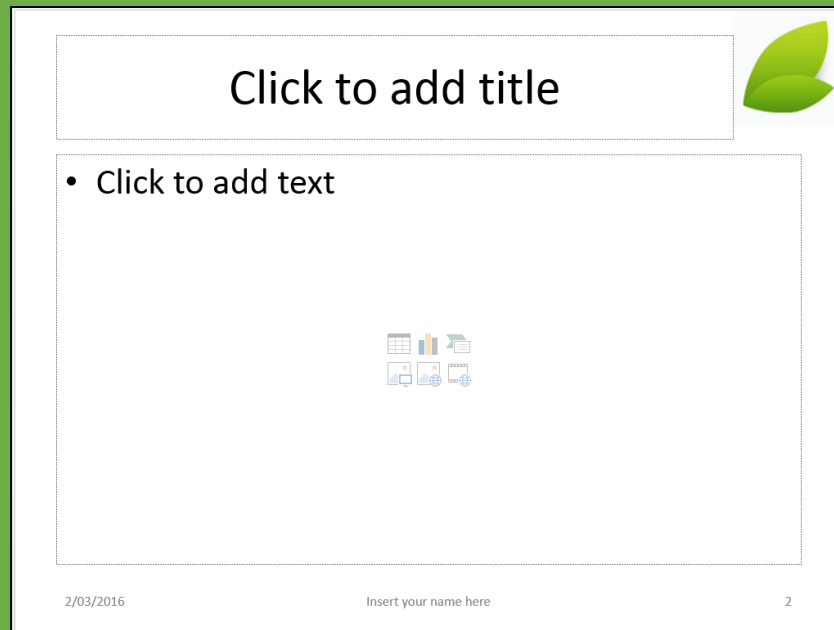 Click to add title
• Click to add text
2/03/2016 Insert your name here 2